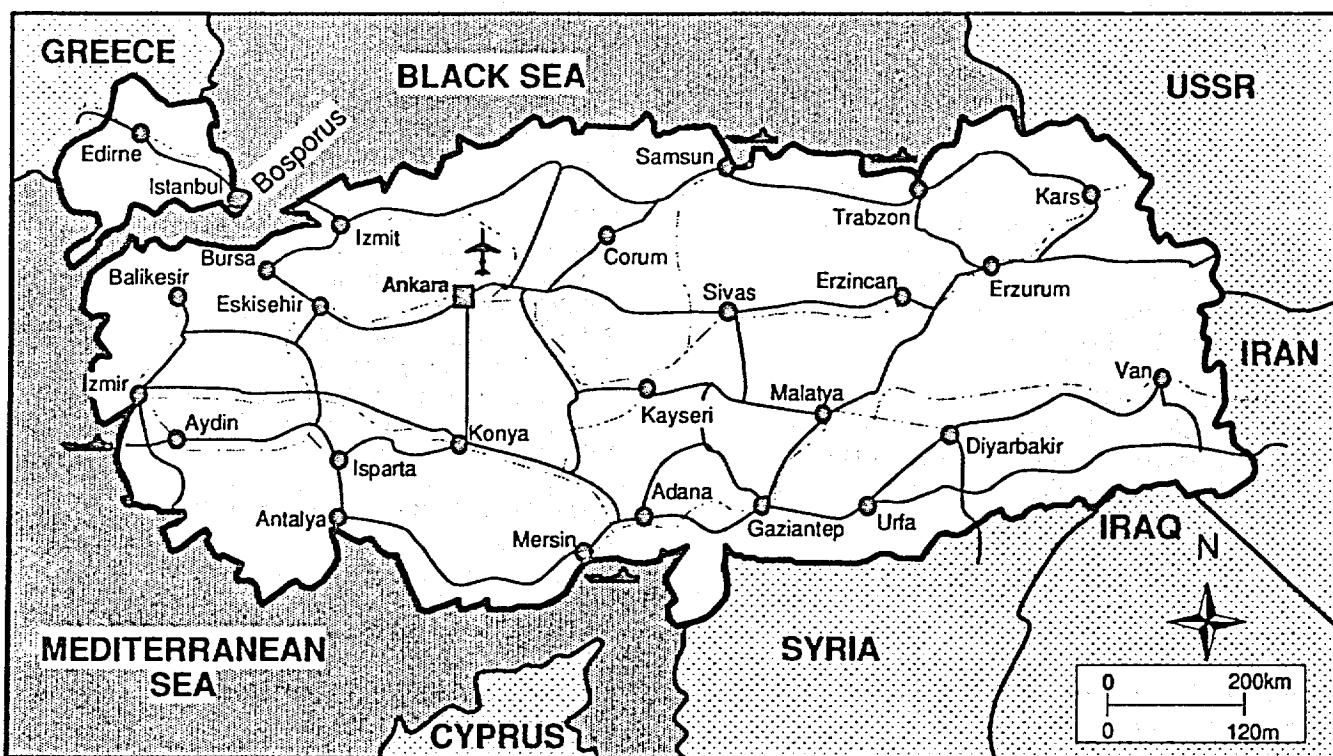 GREECE
BLACK SEA
USSR
Edirne
Istanbul
Bosporus
Samsun
Trabzon
Kars
Izmit
Bursa
Corum
Balikesir
Eskisehir
Ankara
Sivas
Erzincan
Erzurum
IRAN
Izmir
Van
Kayseri
Malatya
Aydin
Konya
Isparta
Diyarbakir
Antalya
Adana
Mersin
Gaziantep
Urfa
IRAQ
N
MEDITERRANEAN
SEA
SYRIA
CYPRUS
0 200km
0 120m